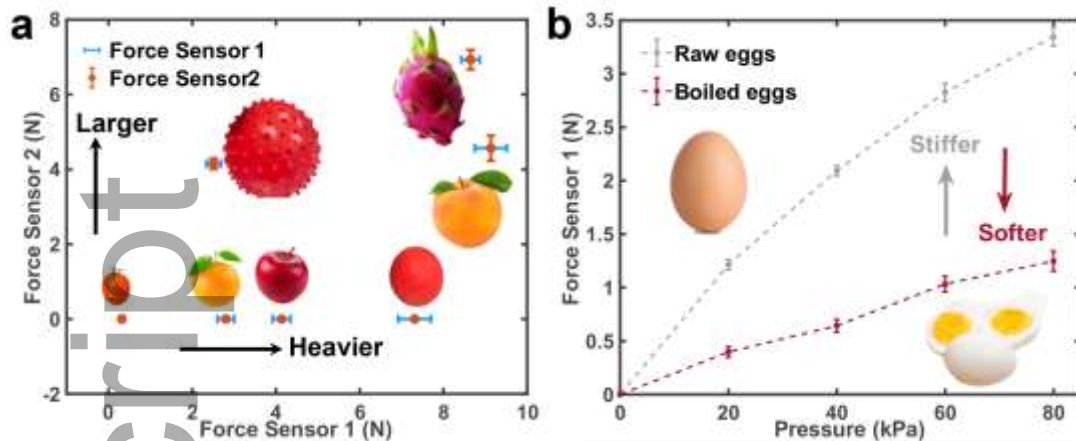 a
8
6
4
2
0
-2
Force Sensor 2 (N)
Force Sensor 1
Force Sensor2
Larger
Heavier
0
2
4
6
8
10
Force Sensor 1 (N)
cript
b
3.5
3
2.5
2
1.5
1
0.5
0
Force Sensor 1 (N)
Raw eggs
Boiled eggs
Stiffer
Softer
0
20
40
60
80
Pressure (kPa)